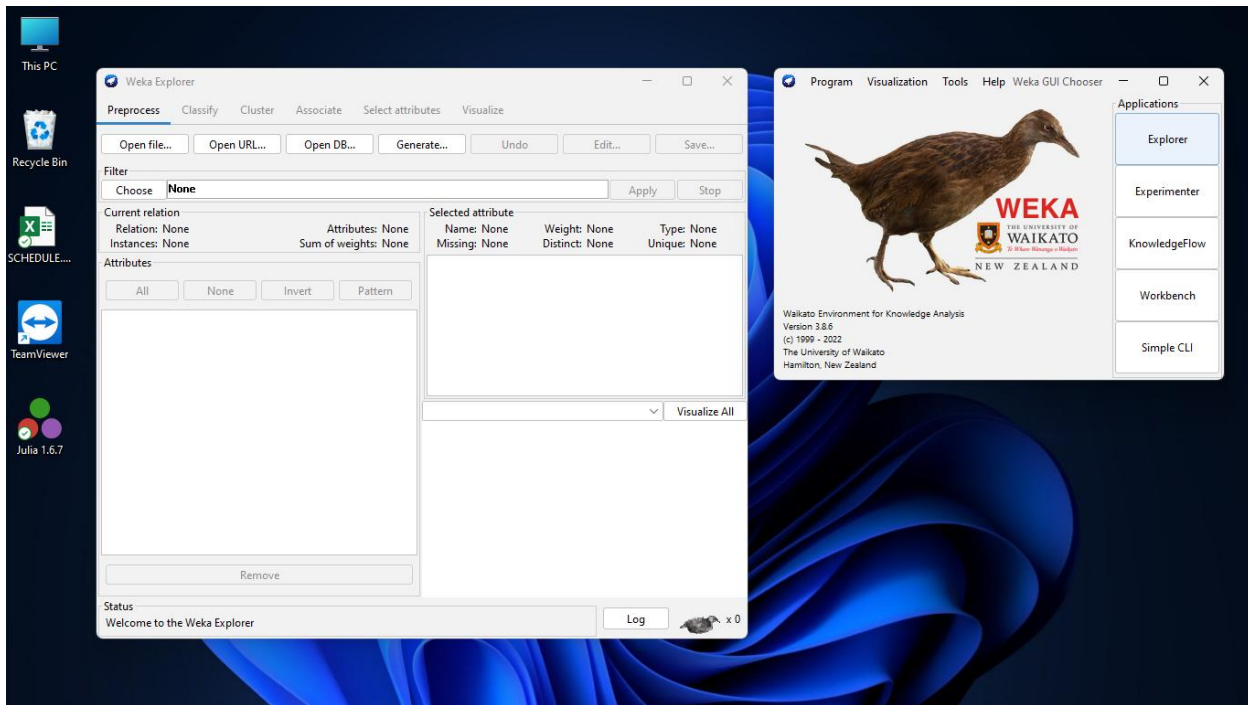 This PC
Recycle Bin
SCHEDULE....
TeamViewer
Julia 1.6.7
Weka Explorer
Preprocess Classify Cluster Associate Select attributes Visualize
Open file... Open URL... Open DB... Generate... Undo Edit... Save...
Filter
Choose None Apply Stop
Current relation
Relation: None Attributes: None
Instances: None Sum of weights: None
Attributes
All None Invert Pattern
Remove
Selected attribute
Name: None Weight: None Type: None
Missing: None Distinct: None Unique: None
Visualize All
Status
Welcome to the Weka Explorer
Log x 0
Program Visualization Tools Help Weka GUI Chooser
WEKA
THE UNIVERSITY OF
WAIKATO
Te Whare Wānanga o Waikato
NEW ZEALAND
Waikato Environment for Knowledge Analysis
Version 3.8.6
(c) 1999 - 2022
The University of Waikato
Hamilton, New Zealand
Applications
Explorer
Experimenter
KnowledgeFlow
Workbench
Simple CLI